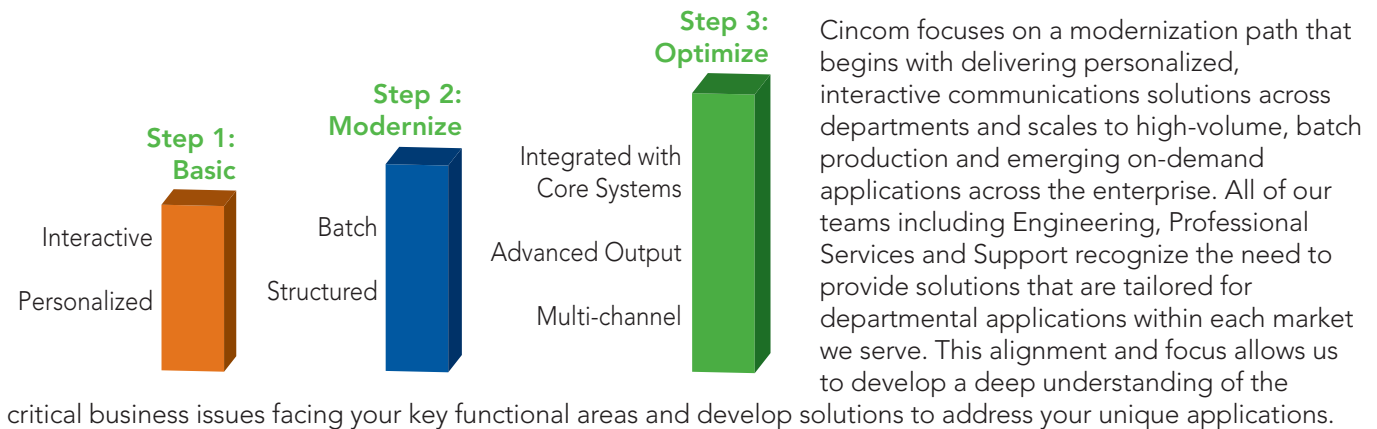 Step 1:
Basic
Interactive
Personalized
Step 2:
Modernize
Batch
Structured
Step 3:
Optimize
Integrated with
Core Systems
Advanced Output
Multi-channel
Cincom focuses on a modernization path that
begins with delivering personalized,
interactive communications solutions across
departments and scales to high-volume, batch
production and emerging on-demand
applications across the enterprise. All of our
teams including Engineering, Professional
Services and Support recognize the need to
provide solutions that are tailored for
departmental applications within each market
we serve. This alignment and focus allows us
to develop a deep understanding of the
critical business issues facing your key functional areas and develop solutions to address your unique applications.